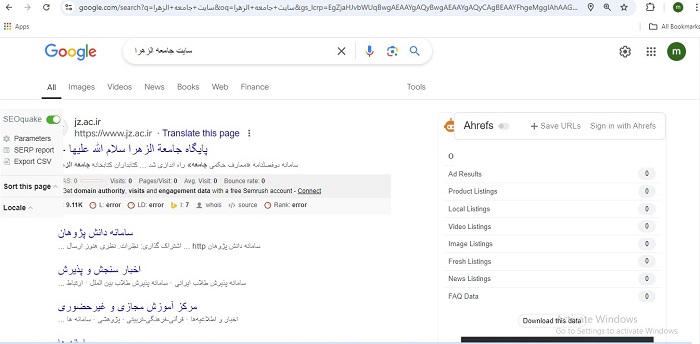 google.com/search?q=سایت+جامعه+الزهرا&oq=سایت+جامعه+الزهرا&gs_lcrp=EgZjaHJvbWUqBwgAEAAYgAQyBwgAEAAYgAQyCAgBEAAYFhgeMggIAhAAG...
Apps
All Bookmarks
Google
سایت جامعه الزهرا
m
All Images Videos News Books Web Finance Tools
SEOquake
Parameters
SERP report
Export CSV
Sort this page
Locale
jz.ac.ir
https://www.jz.ac.ir · Translate this page
پایگاه جامعة الزهرا سلام الله علیها -
سامانه دوفصلنامه «معارف حکمی جامعه» راه اندازی شد ... کتابداران کتابخانه جامعه
AS: 0 Visits: 0 Pages/Visit: 0 Avg. Visit: 0 Bounce rate: 0
Get domain authority, visits and engagement data with a free Semrush account - Connect
: 9.11K L: error LD: error I: 7 whois source Rank: error
سامانه دانش پژوهان
سامانه دانش پژوهان http ... اشتراک گذاری: نظرات. نظری هنوز ارسال ...
اخبار سنجش و پذیرش
سامانه پذیرش طلاب ایرانی · سامانه پذیرش طلاب بین الملل · ارتباط ...
مرکز آموزش مجازی و غیرحضوری
اخبار و اطلاعیه‌ها · قرآنی-فرهنگی-تربیتی · پژوهشی · سامانه ها ...
Ahrefs
+ Save URLs Sign in with Ahrefs
0
Ad Results 0
Product Listings 0
Local Listings 0
Video Listings 0
Image Listings 0
Fresh Listings 0
News Listings 0
FAQ Data 0
Download this data
Activate Windows
Go to Settings to activate Windows.